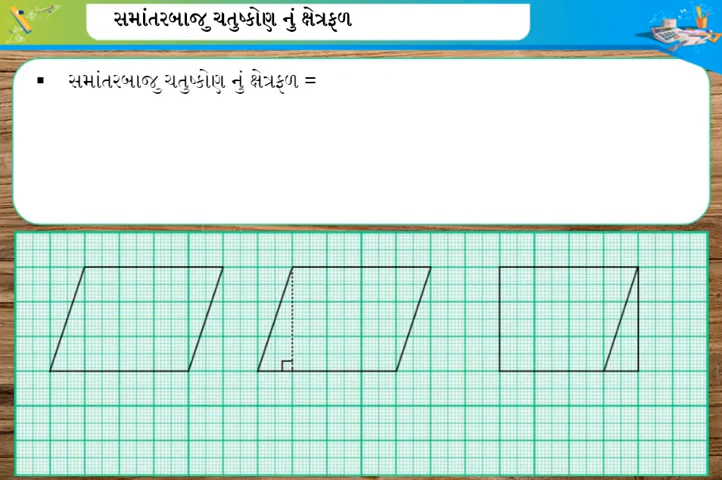 સમાંતરબાજુ ચતુષ્કોણ નું ક્ષેત્રફળ
▪ સમાંતરબાજુ ચતુષ્કોણ નું ક્ષેત્રફળ =